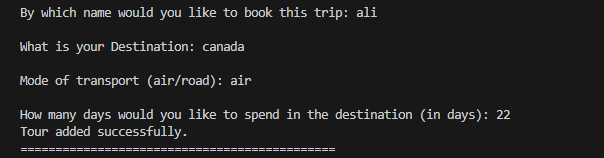 By which name would you like to book this trip: ali
What is your Destination: canada
Mode of transport (air/road): air
How many days would you like to spend in the destination (in days): 22
Tour added successfully.
=============================================